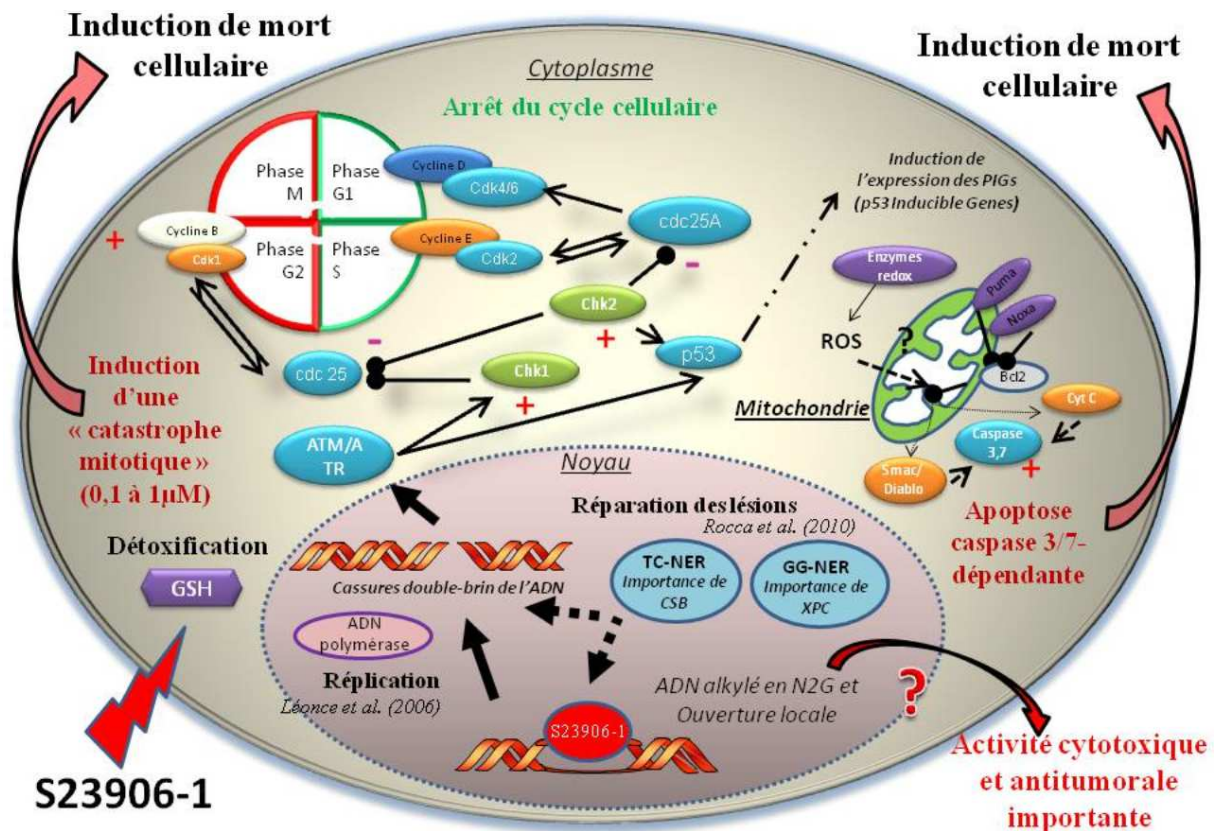 Induction de mort
cellulaire
Induction de mort
cellulaire
Cytoplasme
Arrêt du cycle cellulaire
Phase
M
Phase
G1
Phase
G2
Phase
S
Cycline D
Cdk4/6
Cycline E
Cdk2
Cycline B
Cdk1
+
cdc25A
-
Induction de
l'expression des PIGs
(p53 Inducible Genes)
Enzymes
redox
Puma
Noxa
ROS
?
Bcl2
Mitochondrie
Cyt C
Caspase
3,7
+
Smac/
Diablo
Apoptose
caspase 3/7-
dépendante
Chk2
+
p53
-
cdc 25
Chk1
+
Induction
d'une
« catastrophe
mitotique »
(0,1 à 1µM)
ATM/A
TR
Noyau
Réparation des lésions
Rocca et al. (2010)
TC-NER
Importance de
CSB
GG-NER
Importance de
XPC
Détoxification
GSH
Cassures double-brin de l'ADN
ADN
polymérase
Réplication
Léonce et al. (2006)
ADN alkylé en N2G et
Ouverture locale
?
S23906-1
S23906-1
Activité cytotoxique
et antitumorale
importante